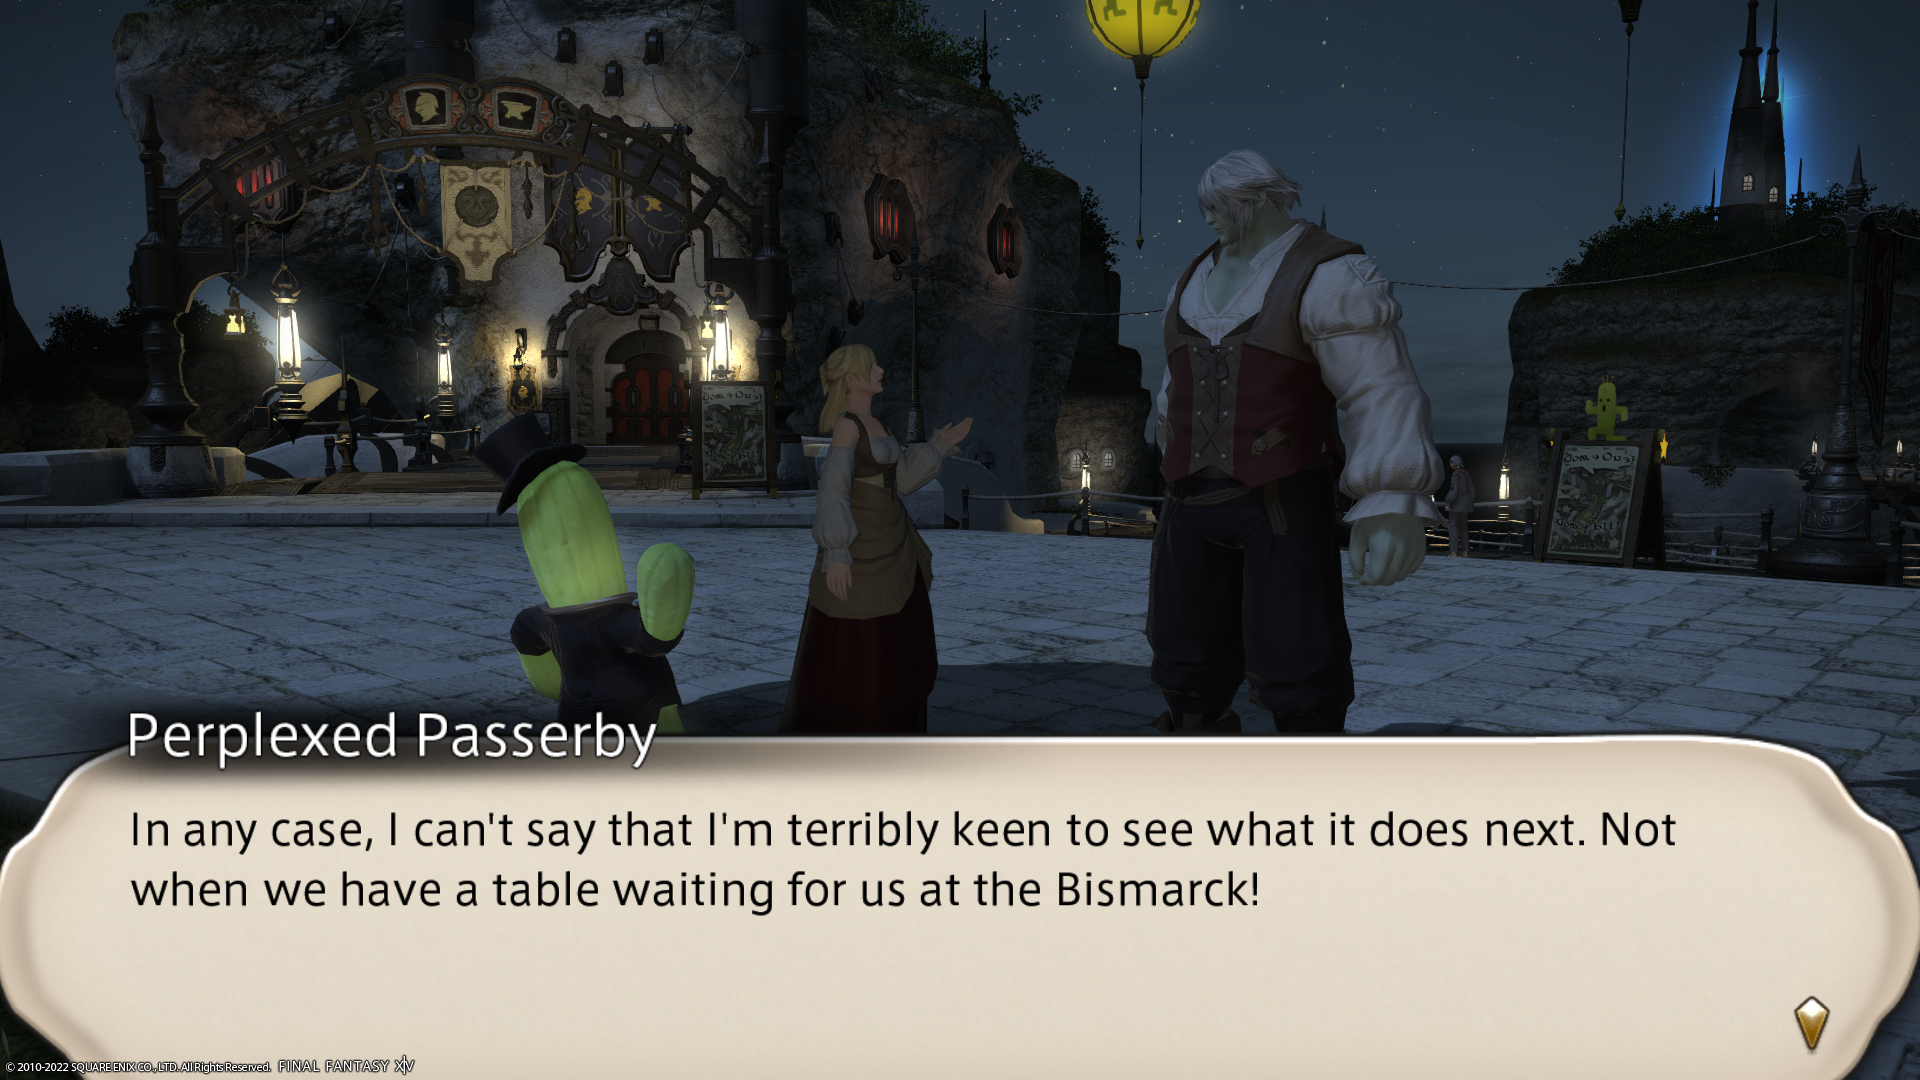 Perplexed Passerby
In any case, I can't say that I'm terribly keen to see what it does next. Not
when we have a table waiting for us at the Bismarck!
© 2010-2022 SQUARE ENIX CO., LTD. All Rights Reserved. FINAL FANTASY XIV